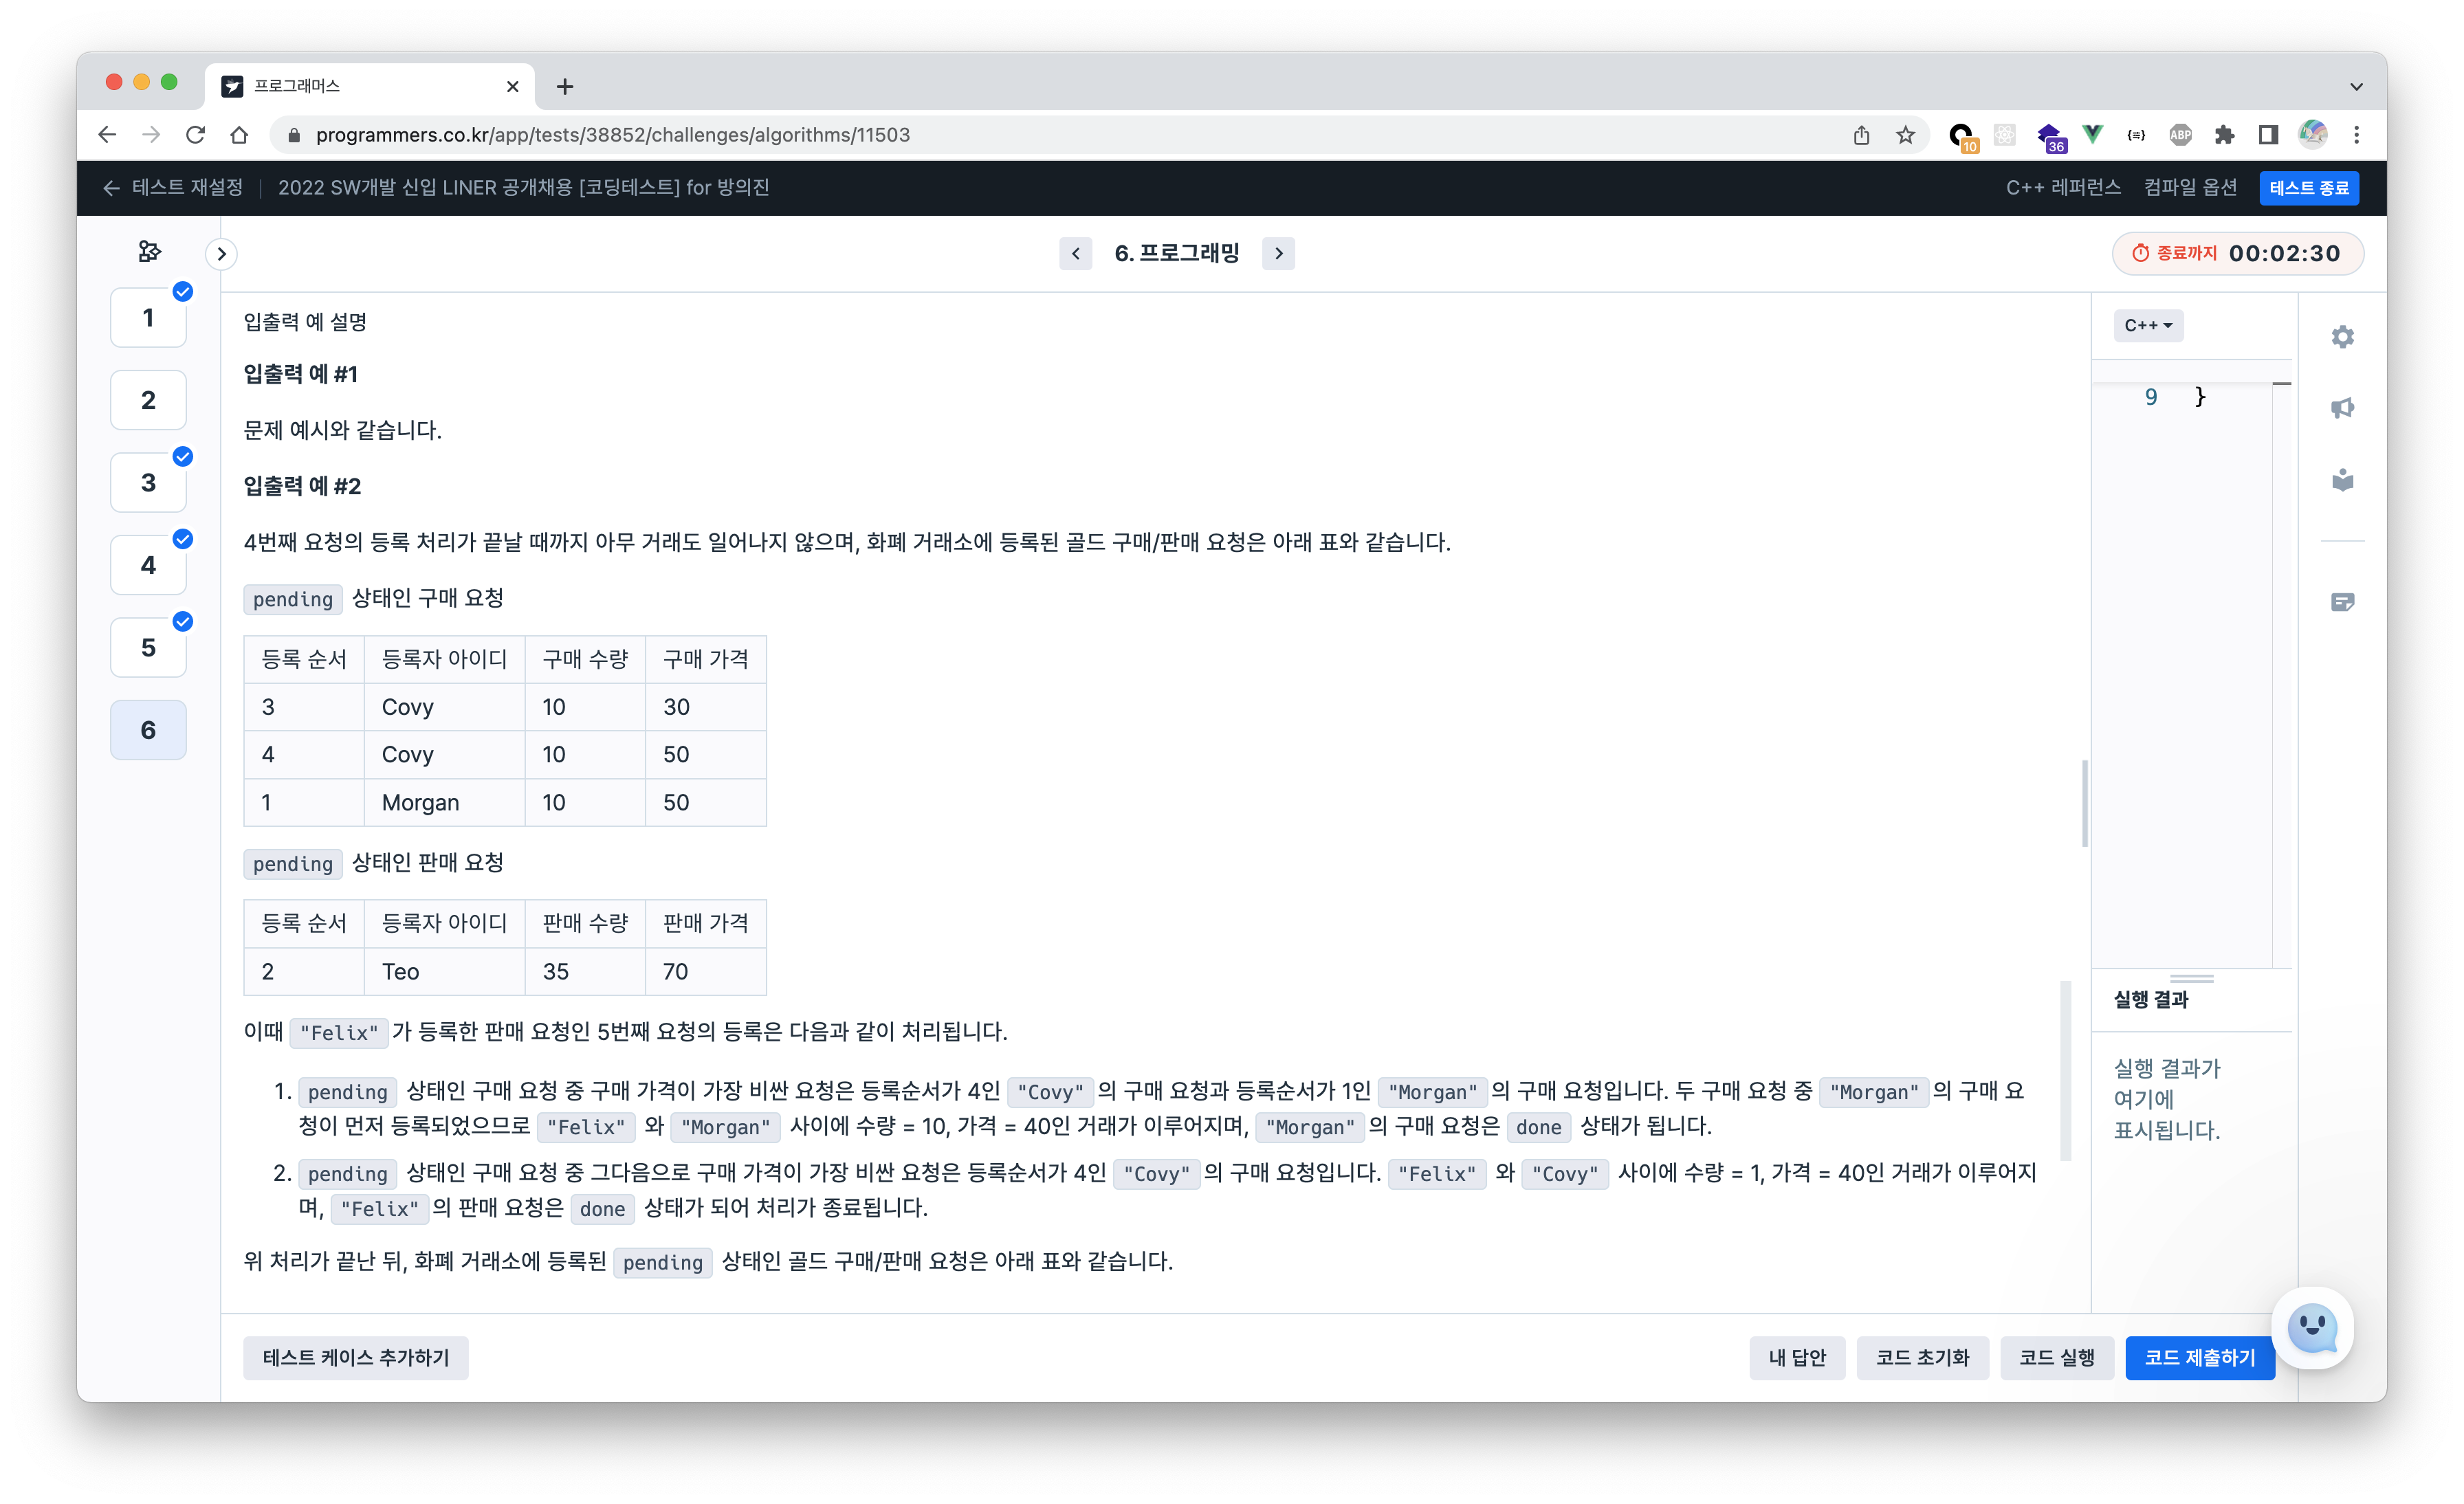 프로그래머스
programmers.co.kr/app/tests/38852/challenges/algorithms/11503
10
36
{≡}
ABP
테스트 재설정 | 2022 SW개발 신입 LINER 공개채용 [코딩테스트] for 방의진
C++ 레퍼런스 컴파일 옵션 테스트 종료
6. 프로그래밍
종료까지 00:02:30
1
2
3
4
5
6
입출력 예 설명
입출력 예 #1
문제 예시와 같습니다.
입출력 예 #2
4번째 요청의 등록 처리가 끝날 때까지 아무 거래도 일어나지 않으며, 화폐 거래소에 등록된 골드 구매/판매 요청은 아래 표와 같습니다.
pending 상태인 구매 요청
등록 순서 등록자 아이디 구매 수량 구매 가격
3 Covy 10 30
4 Covy 10 50
1 Morgan 10 50
pending 상태인 판매 요청
등록 순서 등록자 아이디 판매 수량 판매 가격
2 Teo 35 70
이때 "Felix" 가 등록한 판매 요청인 5번째 요청의 등록은 다음과 같이 처리됩니다.
1. pending 상태인 구매 요청 중 구매 가격이 가장 비싼 요청은 등록순서가 4인 "Covy" 의 구매 요청과 등록순서가 1인 "Morgan" 의 구매 요청입니다. 두 구매 요청 중 "Morgan" 의 구매 요
청이 먼저 등록되었으므로 "Felix" 와 "Morgan" 사이에 수량 = 10, 가격 = 40인 거래가 이루어지며, "Morgan" 의 구매 요청은 done 상태가 됩니다.
2. pending 상태인 구매 요청 중 그다음으로 구매 가격이 가장 비싼 요청은 등록순서가 4인 "Covy" 의 구매 요청입니다. "Felix" 와 "Covy" 사이에 수량 = 1, 가격 = 40인 거래가 이루어지
며, "Felix" 의 판매 요청은 done 상태가 되어 처리가 종료됩니다.
위 처리가 끝난 뒤, 화폐 거래소에 등록된 pending 상태인 골드 구매/판매 요청은 아래 표와 같습니다.
C++
9 }
실행 결과
실행 결과가
여기에
표시됩니다.
테스트 케이스 추가하기
내 답안 코드 초기화 코드 실행 코드 제출하기